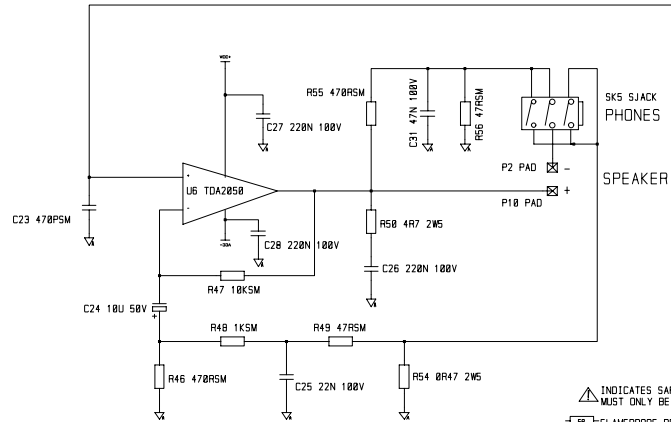 VDD+
R55 470RSM
C31 47N 100V
R56 47RSM
SK5 SJACK
PHONES
C27 220N 100V
P2 PAD -
U6 TDA2050
+
-
SPEAKER
P10 PAD +
C23 470PSM
R50 4R7 2W5
C28 220N 100V
C26 220N 100V
R47 10KSM
C24 10U 50V
+
R48 1KSM
R49 47RSM
R46 470RSM
C25 22N 100V
R54 0R47 2W5
INDICATES
MUST ONLY BE